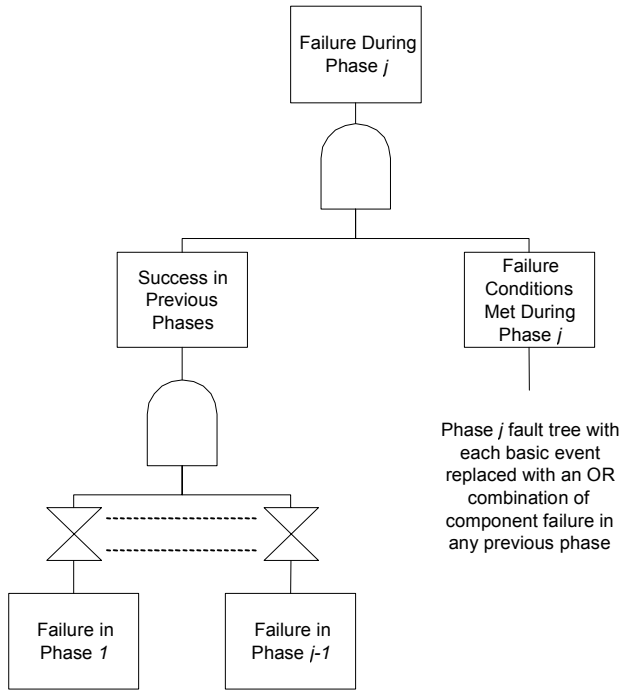 Failure During
Phase j
Success in
Previous
Phases
Failure
Conditions
Met During
Phase j
Phase j fault tree with
each basic event
replaced with an OR
combination of
component failure in
any previous phase
Failure in
Phase 1
Failure in
Phase j-1